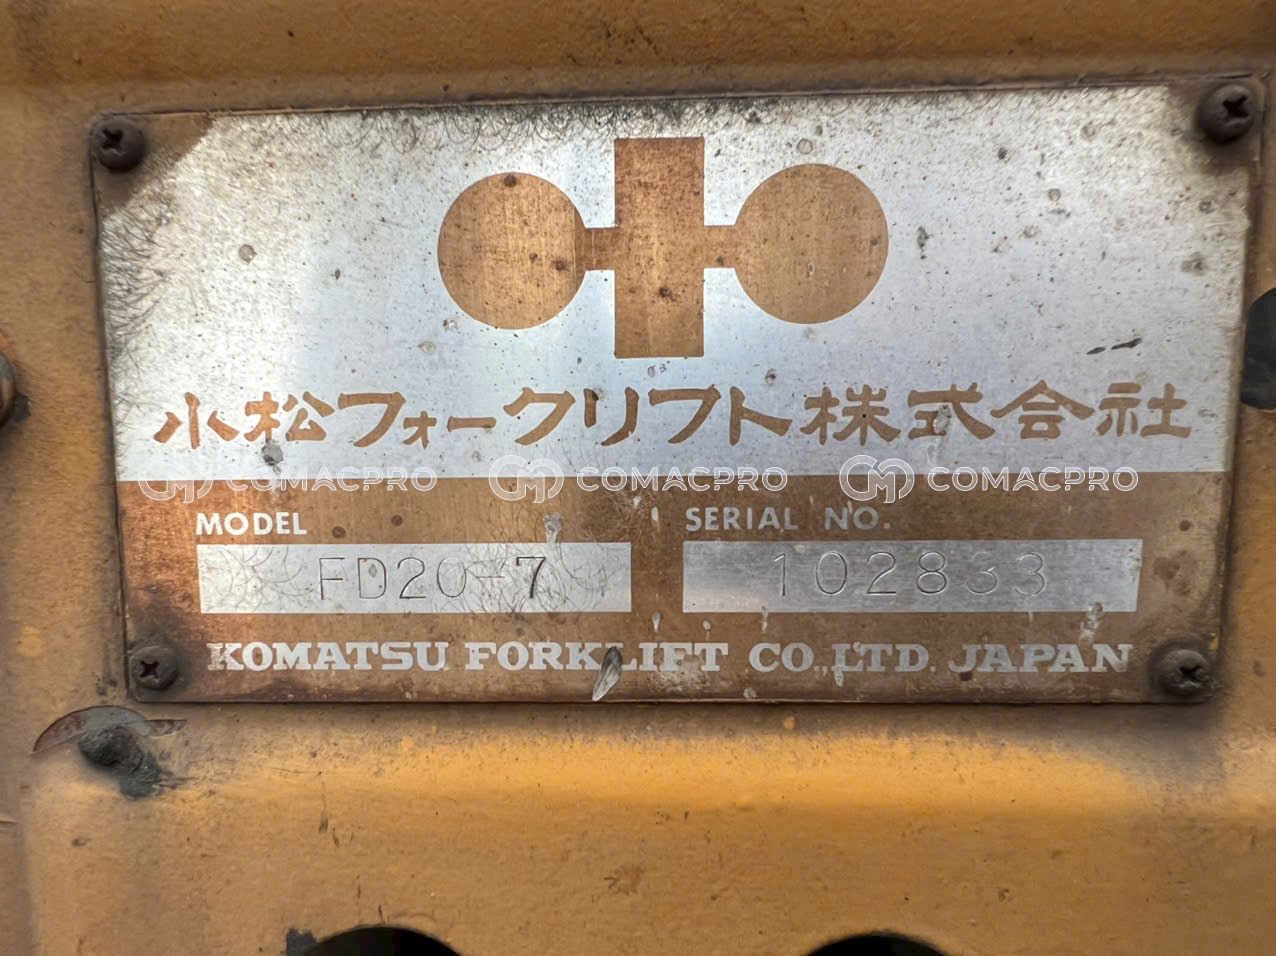 小松フォークリフト株式会社
COMACPRO COMACPRO COMACPRO
MODEL SERIAL NO.
FD20-7 102833
KOMATSU FORKLIFT CO.,LTD. JAPAN